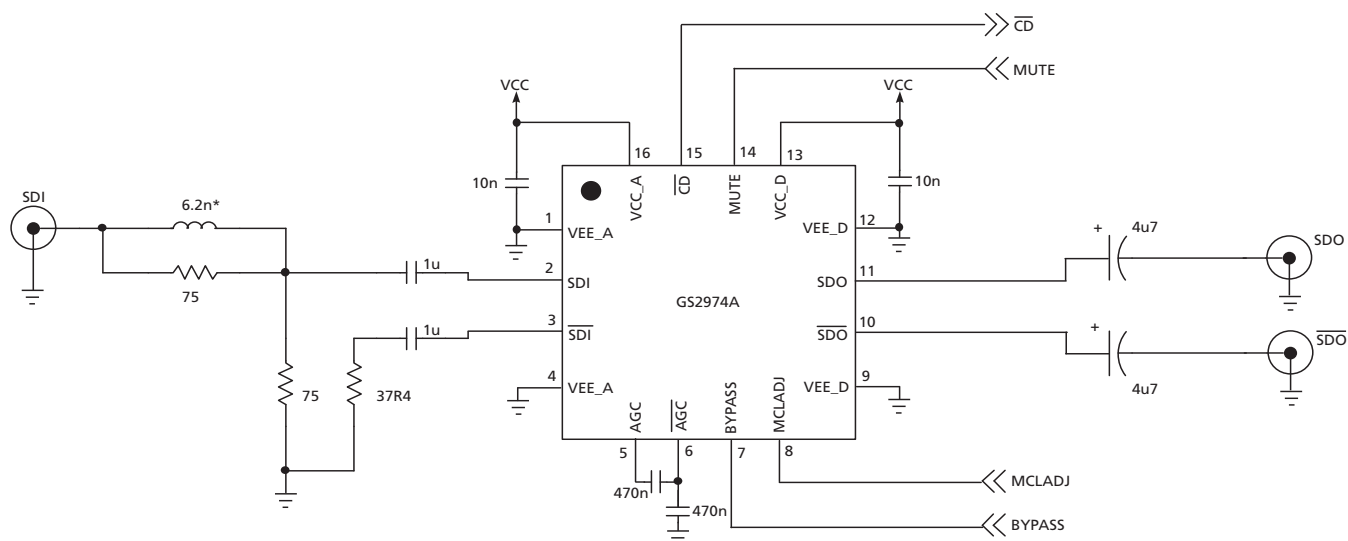 CD
MUTE
VCC
VCC
16
15
14
13
10n
10n
VCC_A
CD
MUTE
VCC_D
SDI
6.2n*
1
VEE_A
VEE_D
12
4u7
+
SDO
75
1u
2
SDI
SDO
11
GS2974A
1u
3
SDI
SDO
10
+
SDO
75
37R4
4
VEE_A
VEE_D
9
4u7
AGC
AGC
BYPASS
MCLADJ
5
6
7
8
470n
470n
MCLADJ
BYPASS